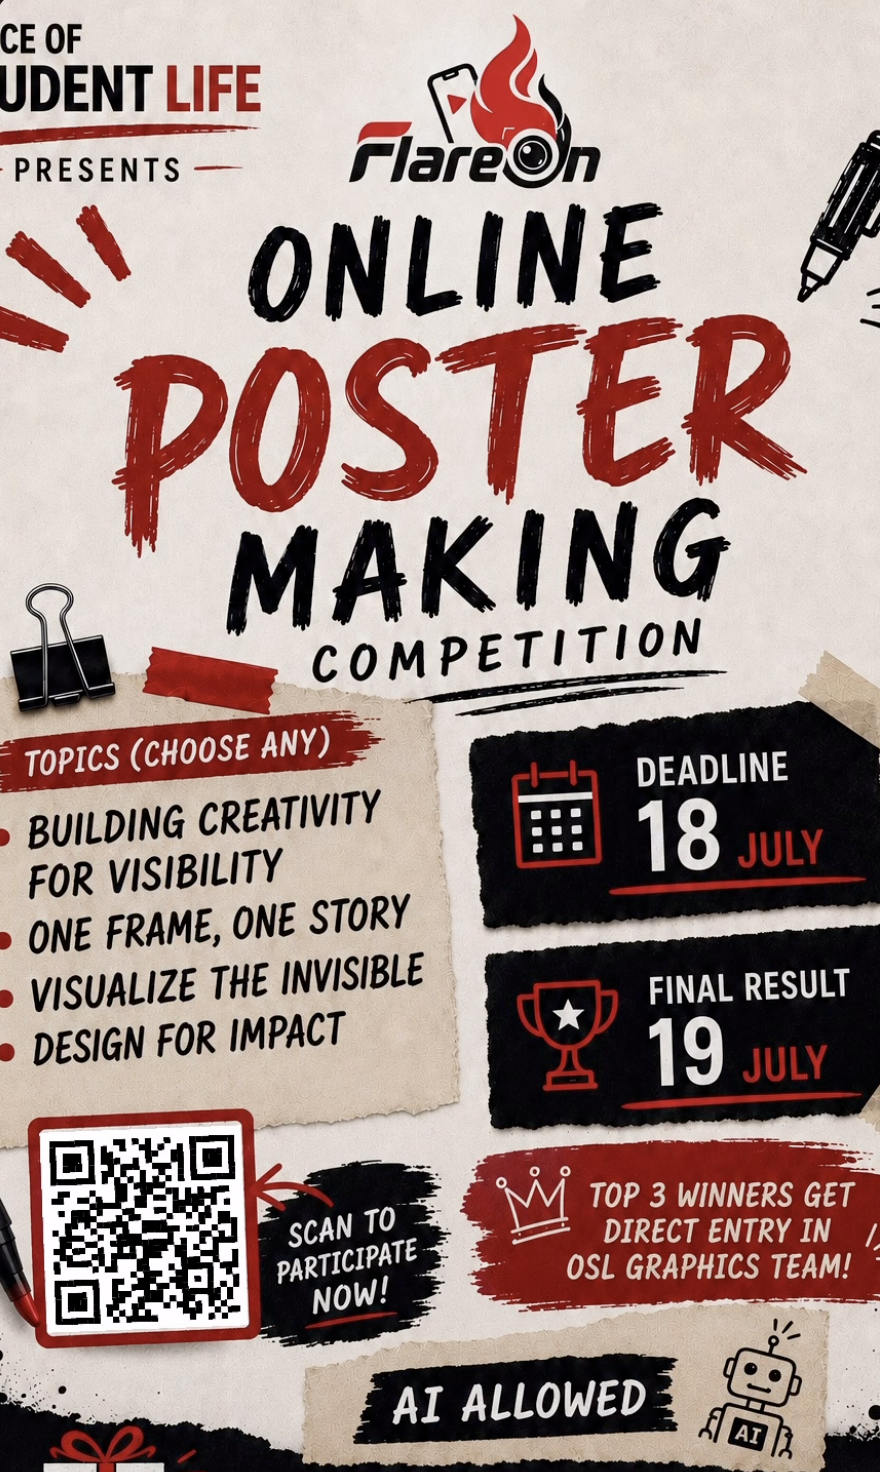 CE OF
UDENT LIFE
PRESENTS
FlareOn
ONLINE
POSTER
MAKING
COMPETITION
TOPICS (CHOOSE ANY)
• BUILDING CREATIVITY
FOR VISIBILITY
• ONE FRAME, ONE STORY
• VISUALIZE THE INVISIBLE
• DESIGN FOR IMPACT
DEADLINE
18 JULY
FINAL RESULT
19 JULY
SCAN TO
PARTICIPATE
NOW!
TOP 3 WINNERS GET
DIRECT ENTRY IN
OSL GRAPHICS TEAM!
AI ALLOWED
AI